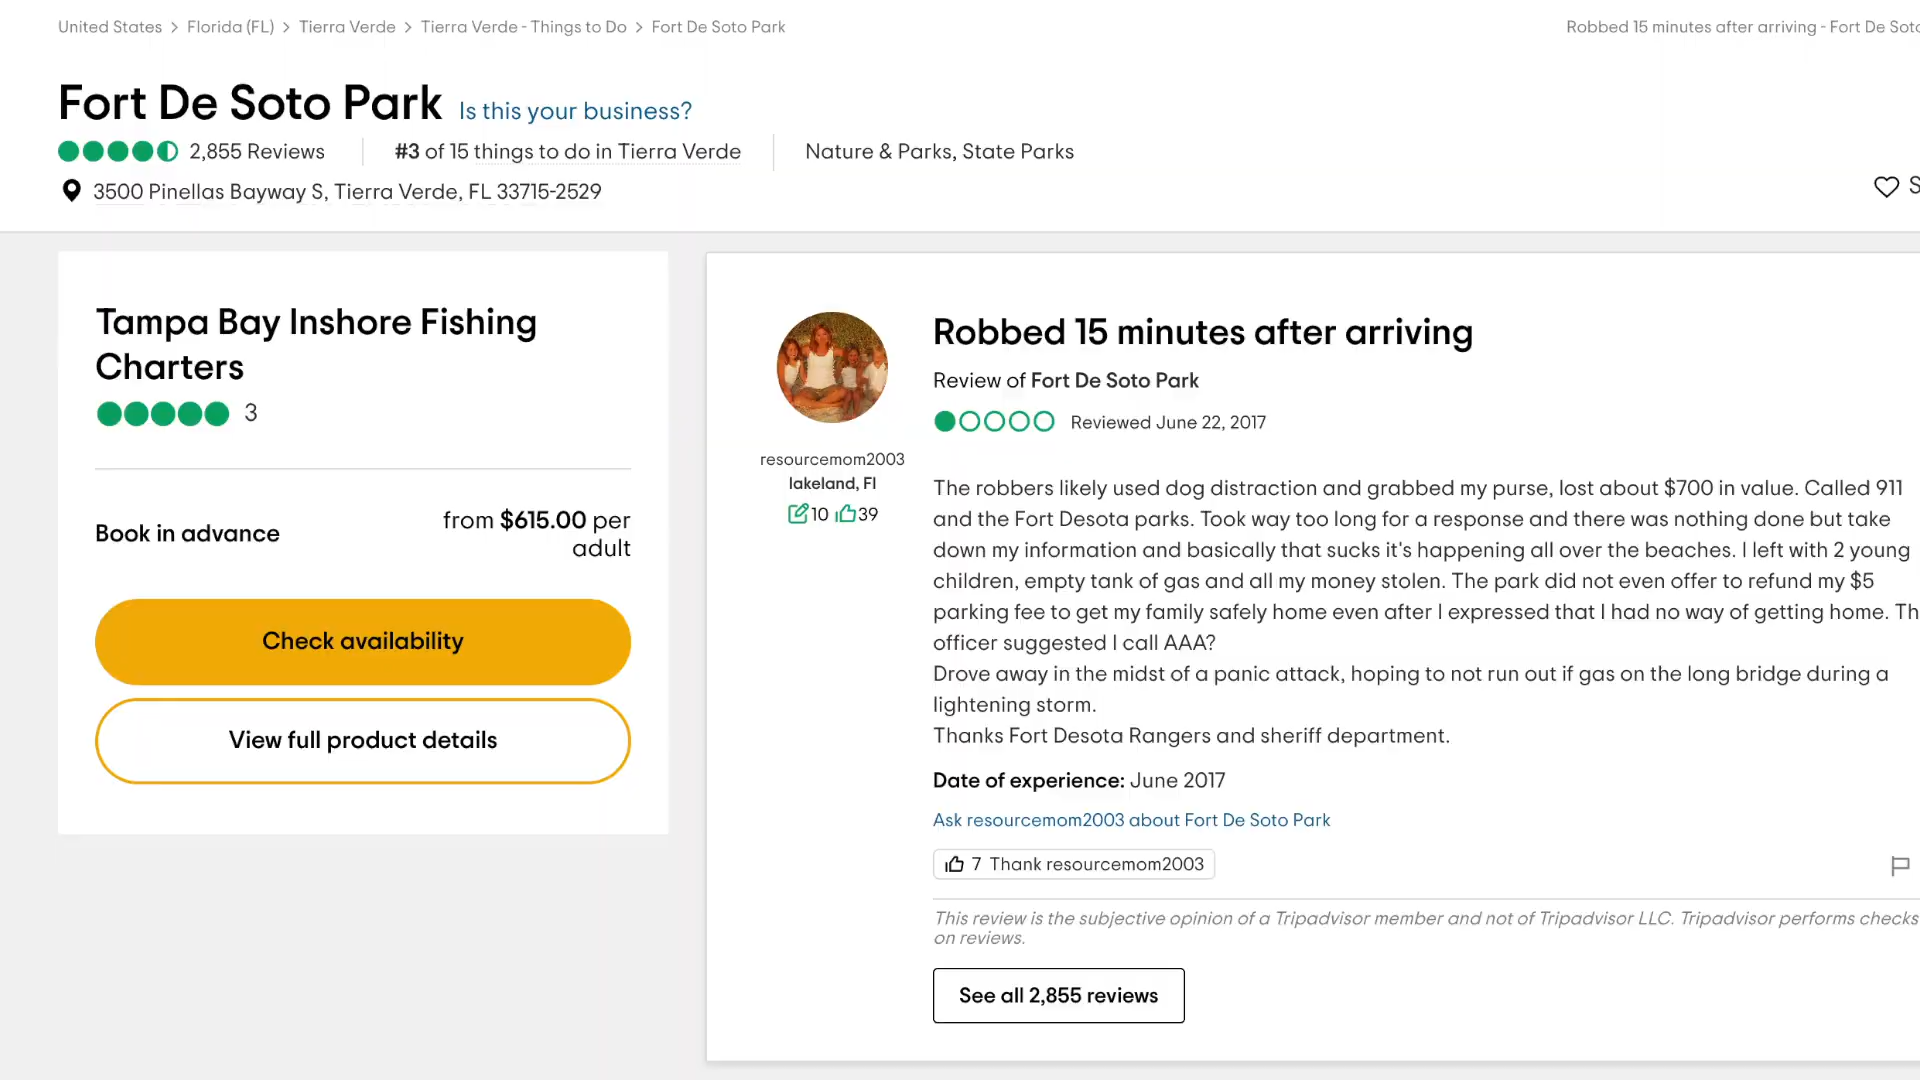 United States > Florida (FL) > Tierra Verde > Tierra Verde - Things to Do > Fort De Soto Park
Robbed 15 minutes after arriving - Fort De Soto
Fort De Soto Park Is this your business?
2,855 Reviews #3 of 15 things to do in Tierra Verde Nature & Parks, State Parks
3500 Pinellas Bayway S, Tierra Verde, FL 33715-2529
S
Tampa Bay Inshore Fishing
Charters
3
Book in advance
from $615.00 per
adult
Check availability
View full product details
resourcemom2003
lakeland, Fl
10 39
Robbed 15 minutes after arriving
Review of Fort De Soto Park
Reviewed June 22, 2017
The robbers likely used dog distraction and grabbed my purse, lost about $700 in value. Called 911
and the Fort Desota parks. Took way too long for a response and there was nothing done but take
down my information and basically that sucks it's happening all over the beaches. I left with 2 young
children, empty tank of gas and all my money stolen. The park did not even offer to refund my $5
parking fee to get my family safely home even after I expressed that I had no way of getting home. Th
officer suggested I call AAA?
Drove away in the midst of a panic attack, hoping to not run out if gas on the long bridge during a
lightening storm.
Thanks Fort Desota Rangers and sheriff department.
Date of experience: June 2017
Ask resourcemom2003 about Fort De Soto Park
7 Thank resourcemom2003
This review is the subjective opinion of a Tripadvisor member and not of Tripadvisor LLC. Tripadvisor performs checks
on reviews.
See all 2,855 reviews